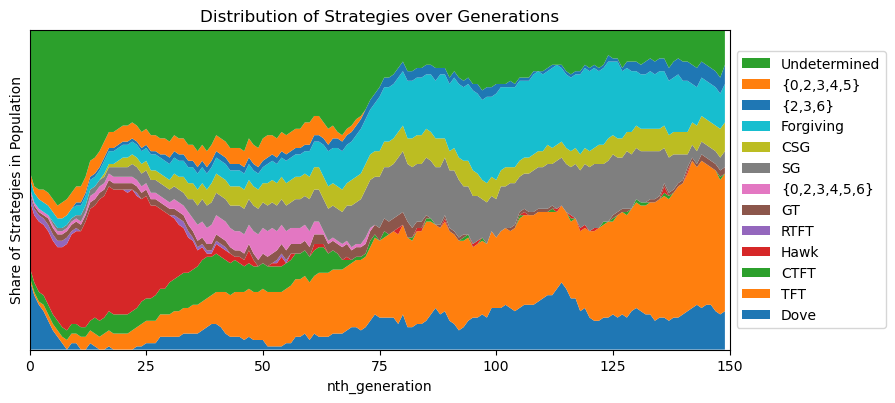 Distribution of Strategies over Generations
Share of Strategies in Population
Undetermined
{0,2,3,4,5}
{2,3,6}
Forgiving
CSG
SG
{0,2,3,4,5,6}
GT
RTFT
Hawk
CTFT
TFT
Dove
0 25 50 75 100 125 150
nth_generation